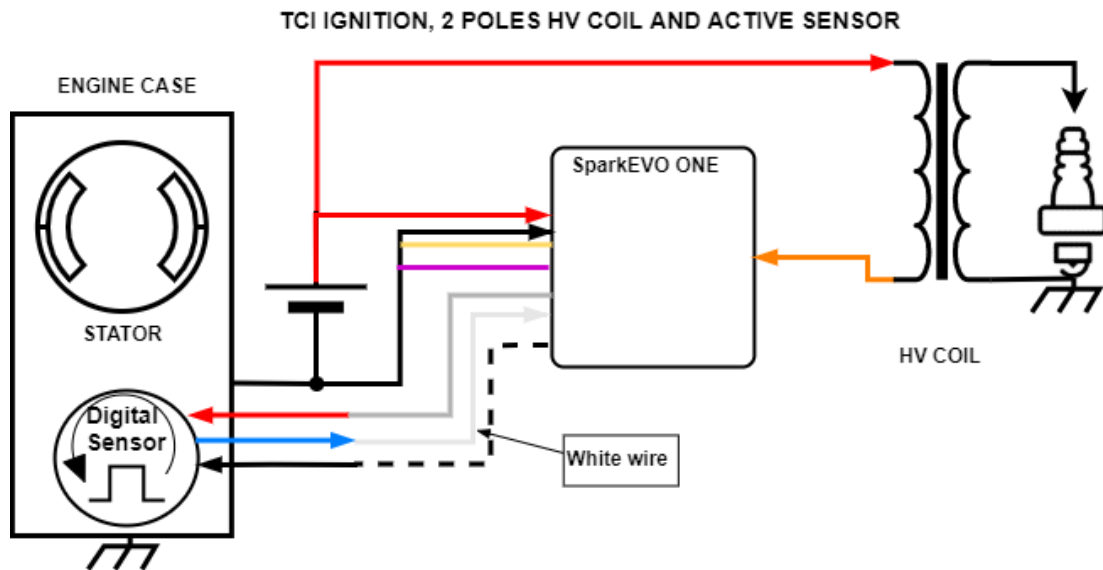 TCI IGNITION, 2 POLES HV COIL AND ACTIVE SENSOR
ENGINE CASE
SparkEVO ONE
STATOR
HV COIL
Digital
Sensor
White wire